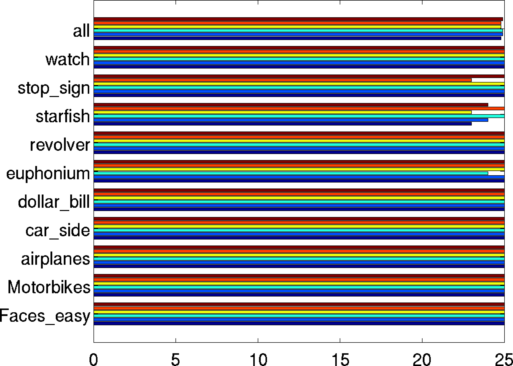 all
watch
stop_sign
starfish
revolver
euphonium
dollar_bill
car_side
airplanes
Motorbikes
Faces_easy
0 5 10 15 20 25